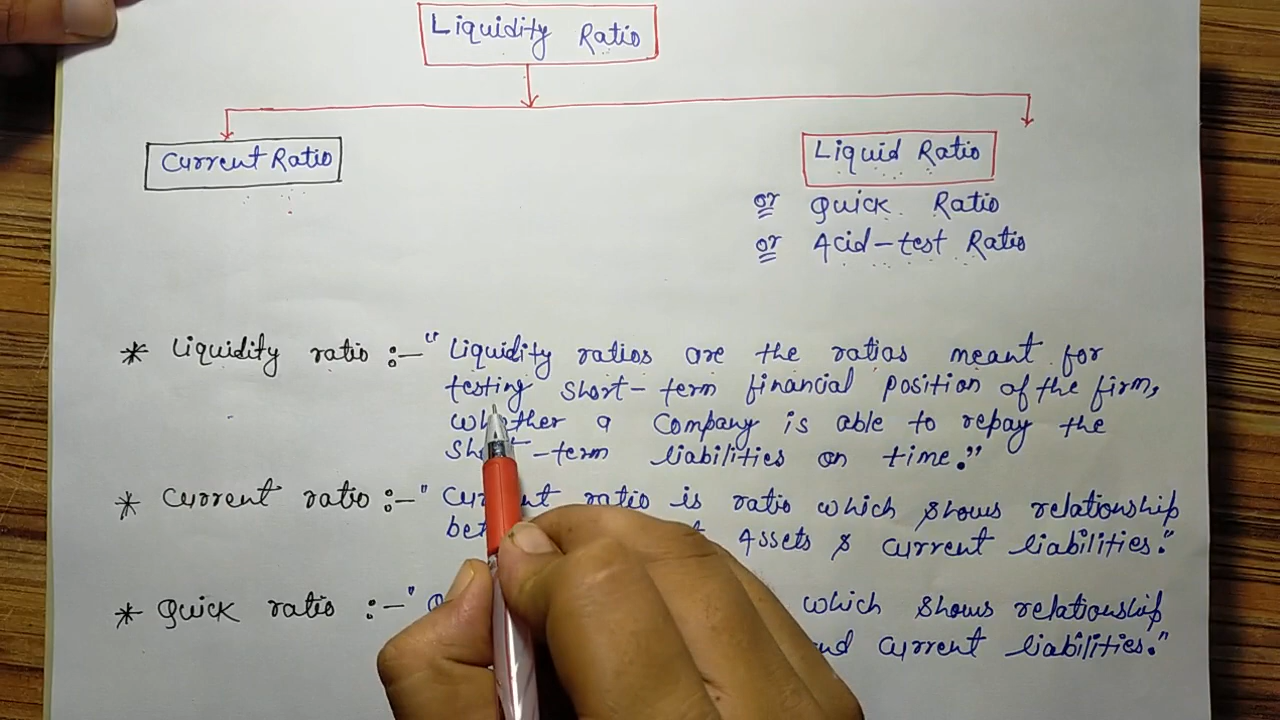 Liquidity Ratio
Current Ratio
Liquid Ratio
or Quick Ratio
or Acid-test Ratio
* Liquidity ratio :- "Liquidity ratios are the ratios meant for
testing short-term financial position of the firm,
whether a company is able to repay the
short-term liabilities on time."
* Current ratio :- "Current ratio is ratio which shows relationship
Assets & current liabilities."
* Quick ratio :- " which shows relationship
and current liabilities."